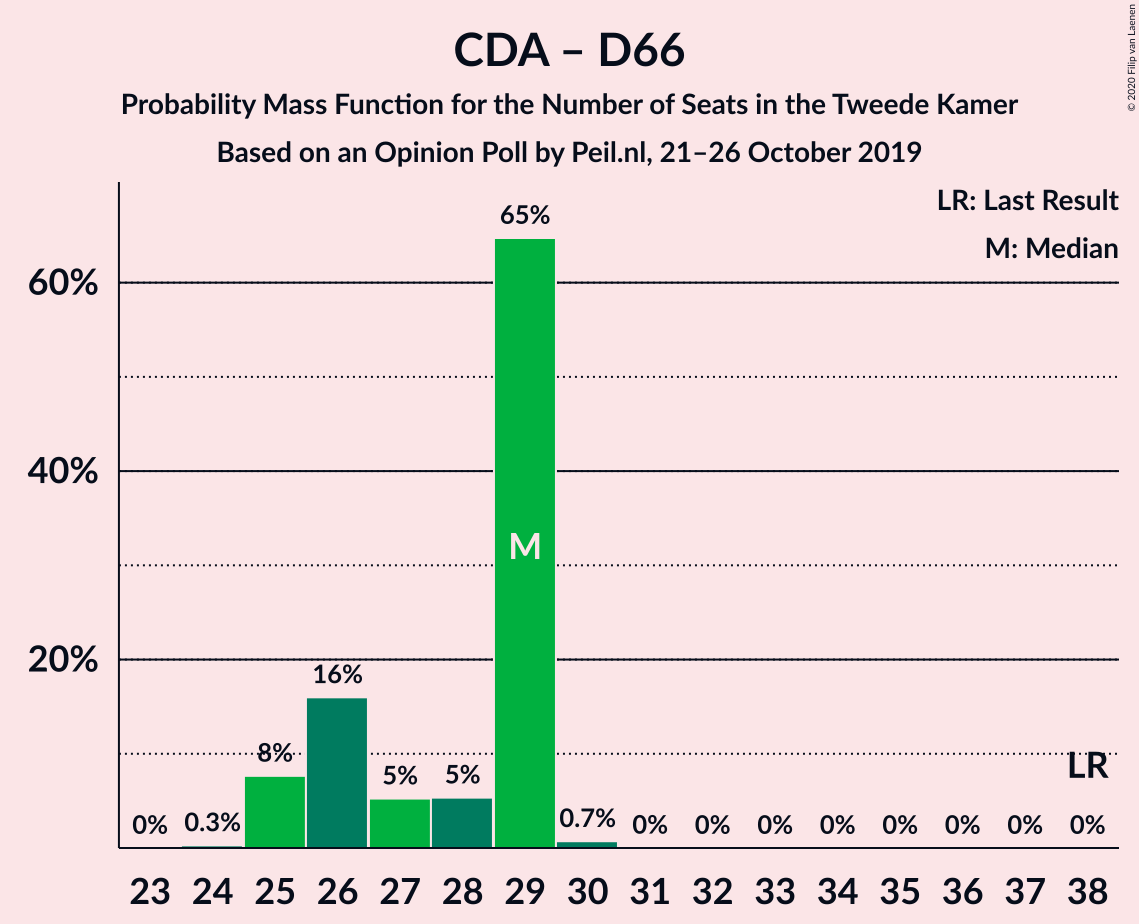 CDA – D66
Probability Mass Function for the Number of Seats in the Tweede Kamer
Based on an Opinion Poll by Peil.nl, 21–26 October 2019
© 2020 Filip van Laenen
LR: Last Result
M: Median
60%
40%
20%
0%
0.3%
8%
16%
5%
5%
65%
M
0.7%
0%
0%
0%
0%
0%
0%
0%
0%
LR
23 24 25 26 27 28 29 30 31 32 33 34 35 36 37 38